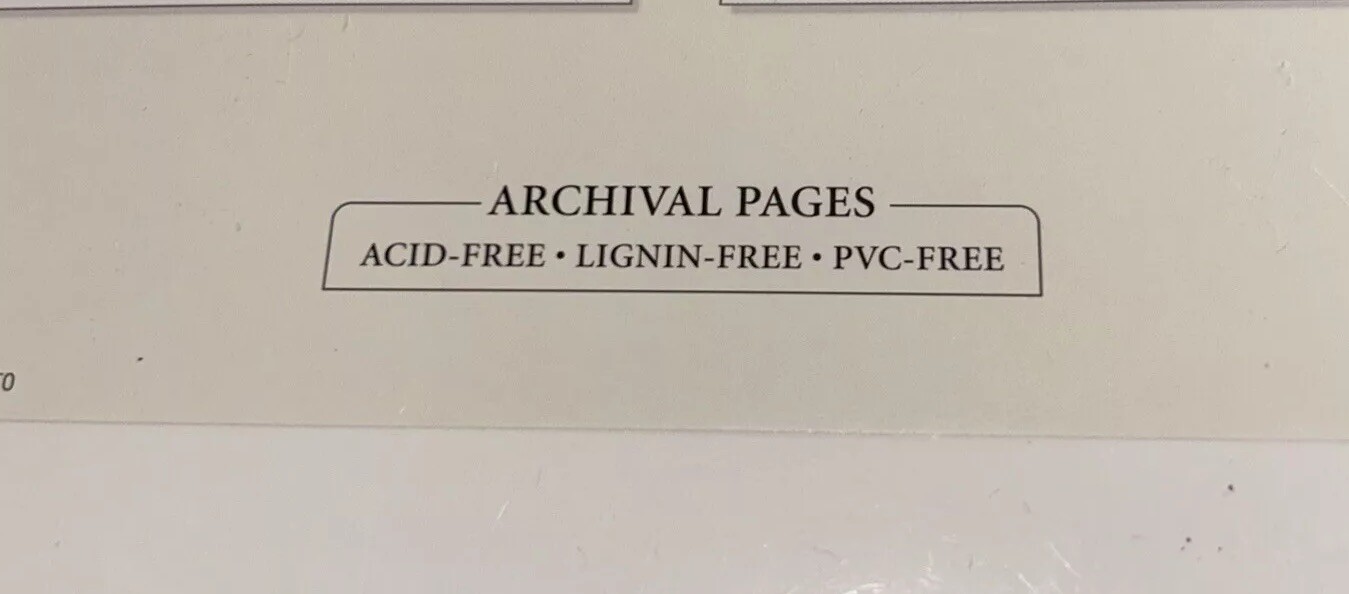 ARCHIVAL PAGES
ACID-FREE • LIGNIN-FREE • PVC-FREE